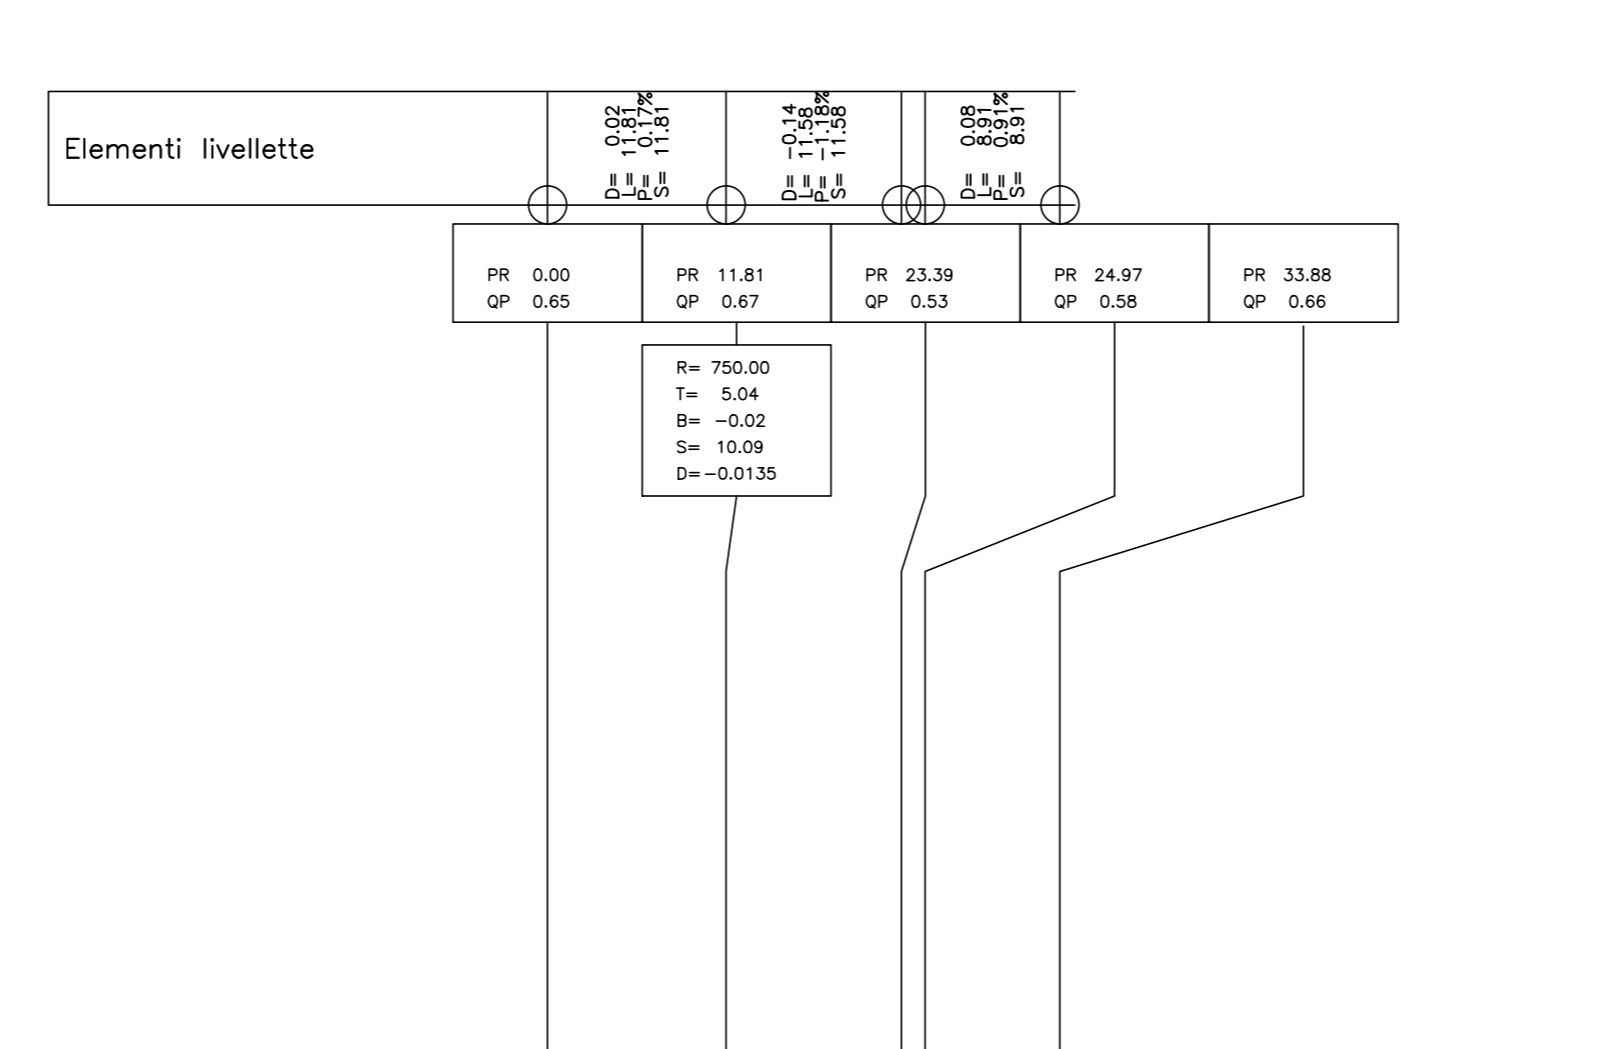 Elementi livellette
D= 0.02
L= 11.81
P= 0.17%
S= 11.81
D= -0.14
L= 11.58
P= -1.18%
S= 11.58
D= 0.08
L= 8.91
P= 0.91%
S= 8.91
PR 0.00
QP 0.65
PR 11.81
QP 0.67
PR 23.39
QP 0.53
PR 24.97
QP 0.58
PR 33.88
QP 0.66
R= 750.00
T= 5.04
B= -0.02
S= 10.09
D=-0.0135